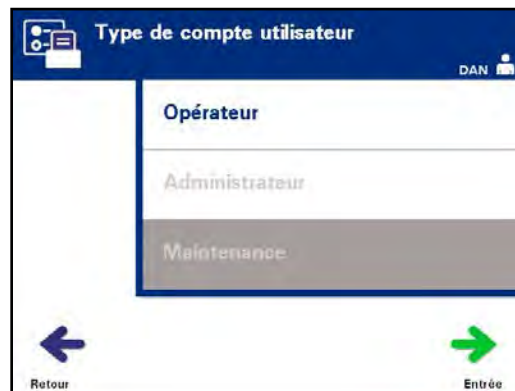 Type de compte utilisateur
DAN
Opérateur
Administrateur
Maintenance
Retour
Entrée